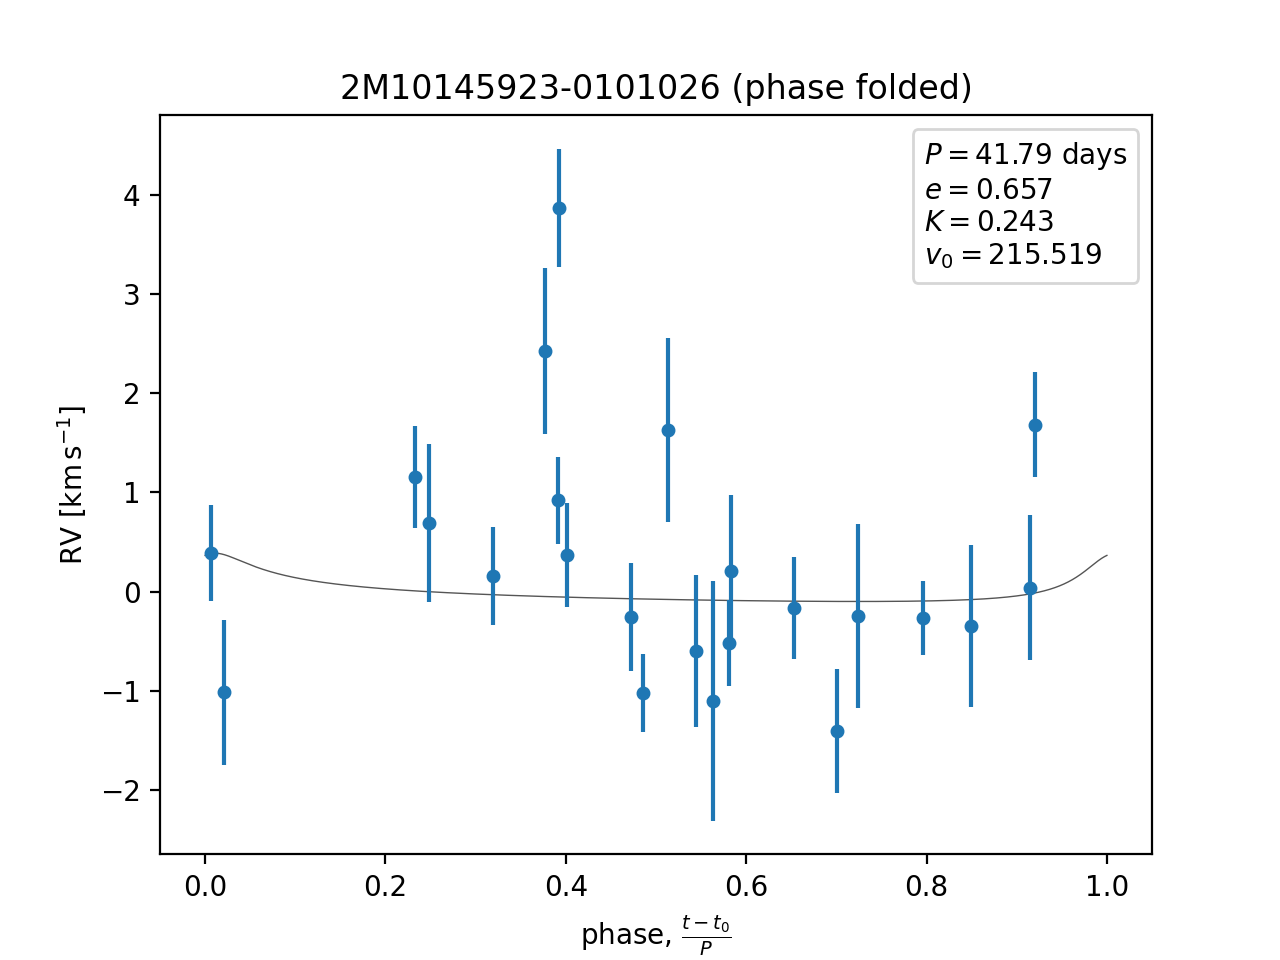 2M10145923-0101026 (phase folded)
P = 41.79 days
e = 0.657
K = 0.243
v₀ = 215.519
RV [km s⁻¹]
4
3
2
1
0
−1
−2
0.0 0.2 0.4 0.6 0.8 1.0
phase, (t − t₀)/P